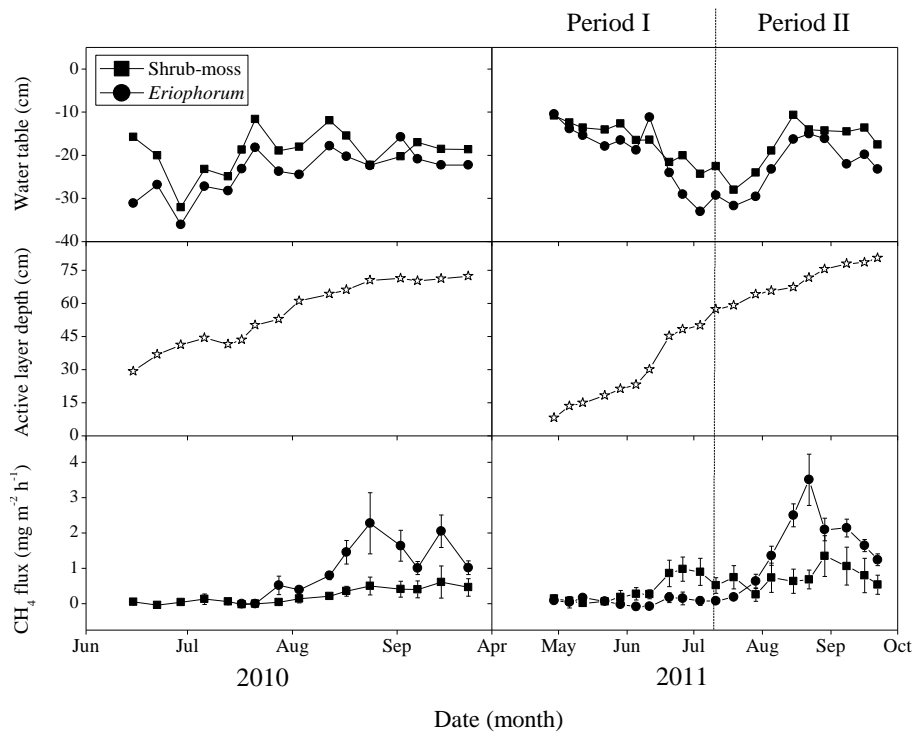 Period I Period II
Water table (cm)
0
-10
-20
-30
-40
Shrub-moss
Eriophorum
Active layer depth (cm)
75
60
45
30
15
0
CH₄ flux (mg m⁻² h⁻¹)
4
3
2
1
0
Jun Jul Aug Sep Apr May Jun Jul Aug Sep Oct
2010 2011
Date (month)